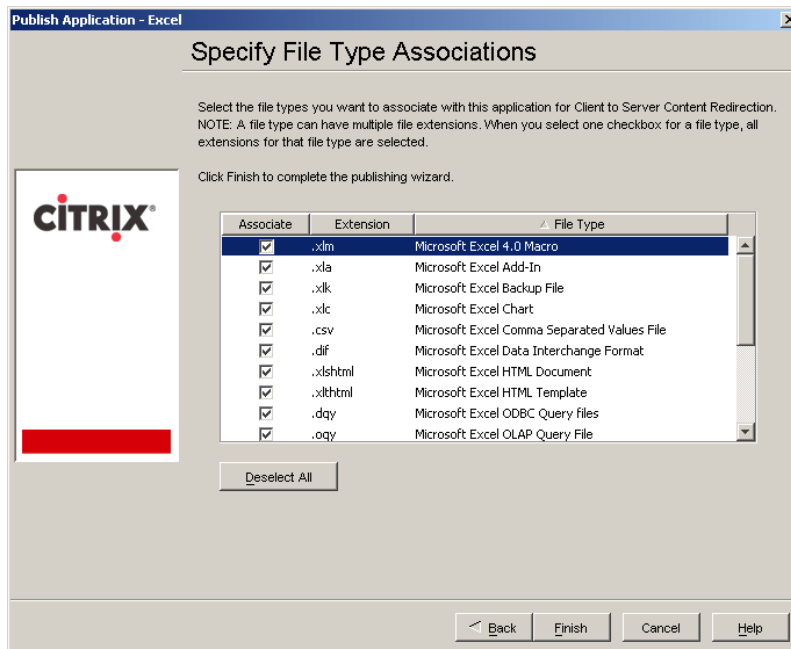 Publish Application - Excel
Specify File Type Associations
Select the file types you want to associate with this application for Client to Server Content Redirection.
NOTE: A file type can have multiple file extensions. When you select one checkbox for a file type, all
extensions for that file type are selected.
Click Finish to complete the publishing wizard.
CITRIX®
Associate Extension File Type
.xlm Microsoft Excel 4.0 Macro
.xla Microsoft Excel Add-In
.xlk Microsoft Excel Backup File
.xlc Microsoft Excel Chart
.csv Microsoft Excel Comma Separated Values File
.dif Microsoft Excel Data Interchange Format
.xlshtml Microsoft Excel HTML Document
.xlthtml Microsoft Excel HTML Template
.dqy Microsoft Excel ODBC Query files
.oqy Microsoft Excel OLAP Query File
Deselect All
Back Finish Cancel Help